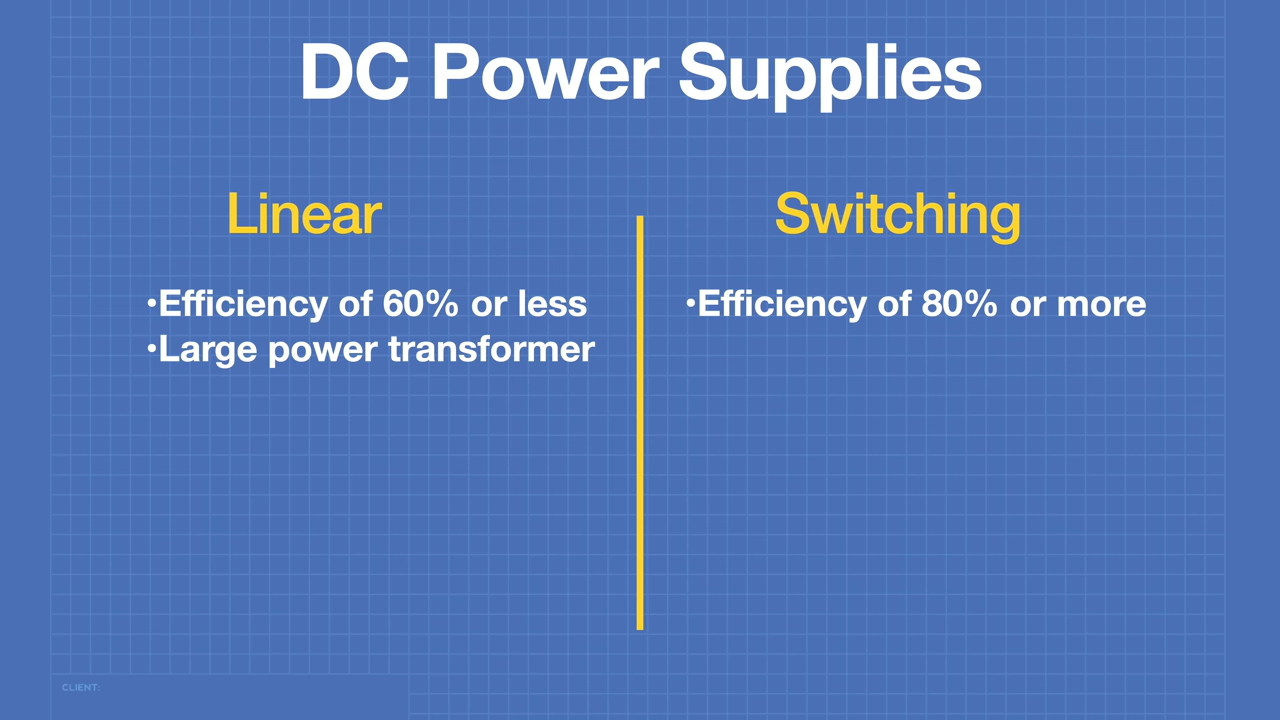 DC Power Supplies
Linear
•Efficiency of 60% or less
•Large power transformer
Switching
•Efficiency of 80% or more
CLIENT: